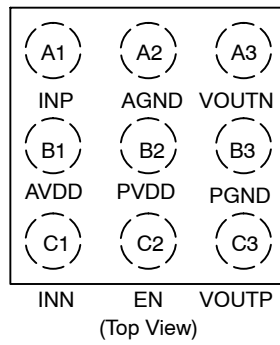 A1 A2 A3
INP AGND VOUTN
B1 B2 B3
AVDD PVDD PGND
C1 C2 C3
INN EN VOUTP
(Top View)